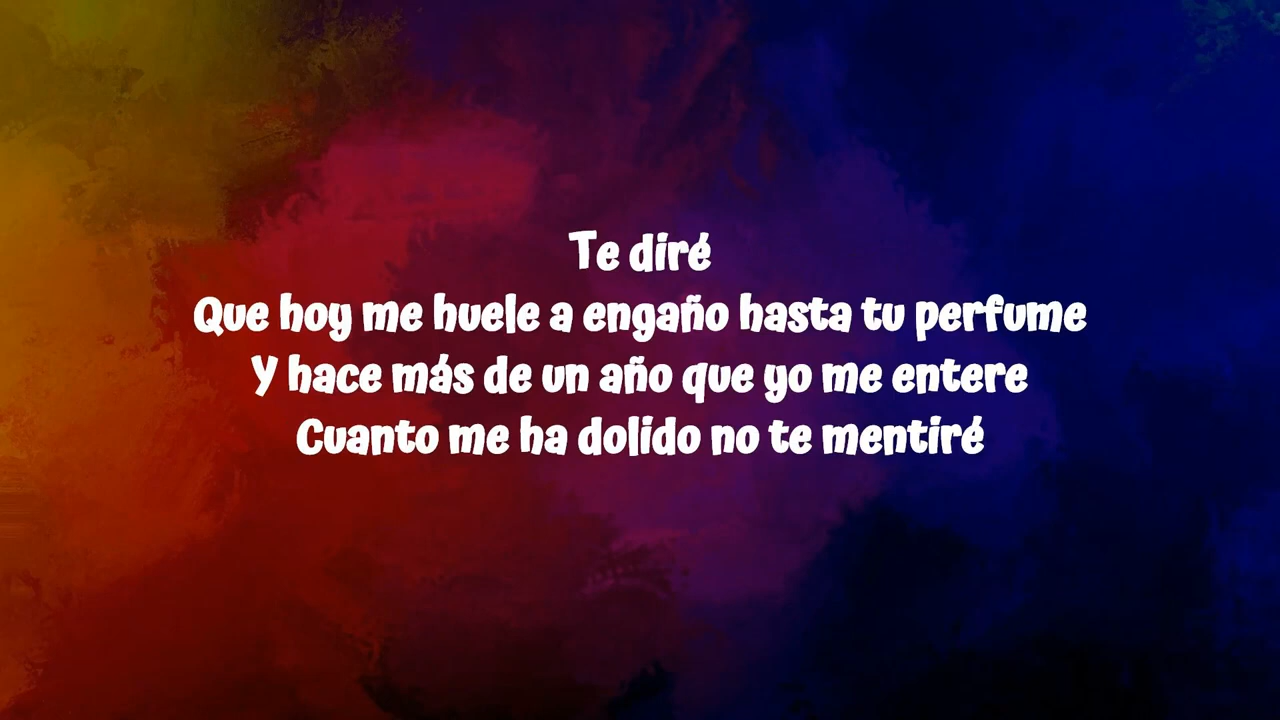 Te diré
Que hoy me huele a engaño hasta tu perfume
Y hace más de un año que yo me entere
Cuanto me ha dolido no te mentiré